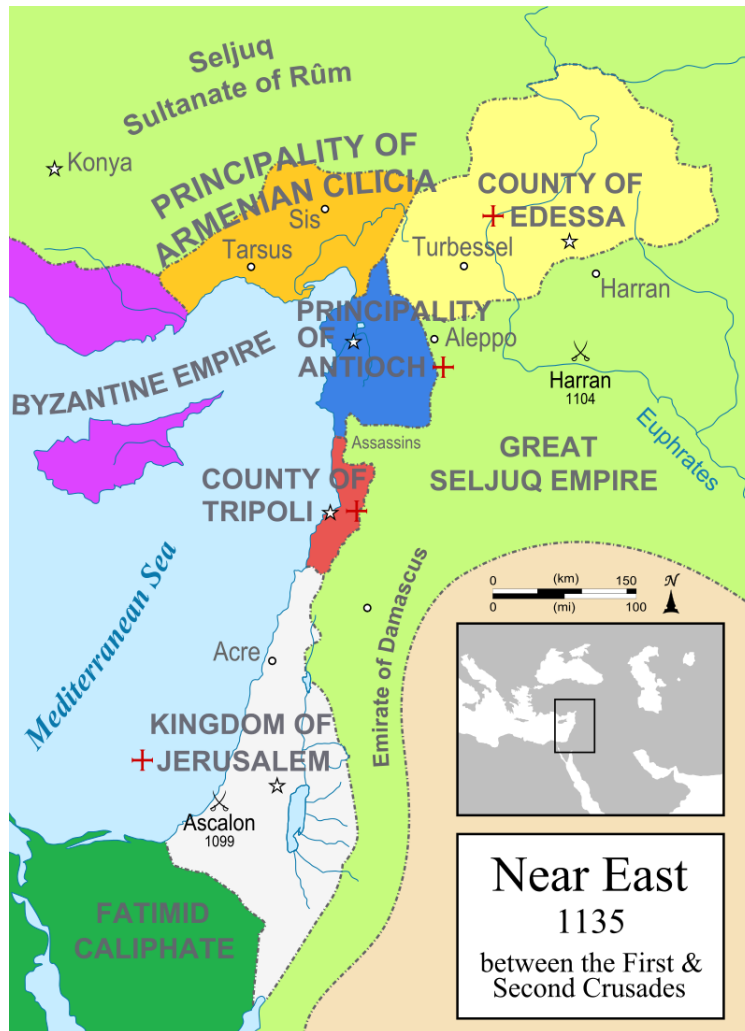 Seljuq
Sultanate of Rûm
Konya
PRINCIPALITY OF
ARMENIAN CILICIA
Sis
Tarsus
COUNTY OF
EDESSA
Turbessel
Harran
PRINCIPALITY
OF
ANTIOCH
Aleppo
Harran
1104
BYZANTINE EMPIRE
Euphrates
Assassins
GREAT
SELJUQ EMPIRE
COUNTY OF
TRIPOLI
Mediterranean Sea
Emirate of Damascus
0 (km) 150
0 (mi) 100
N
Acre
KINGDOM OF
JERUSALEM
Ascalon
1099
FATIMID
CALIPHATE
Near East
1135
between the First &
Second Crusades